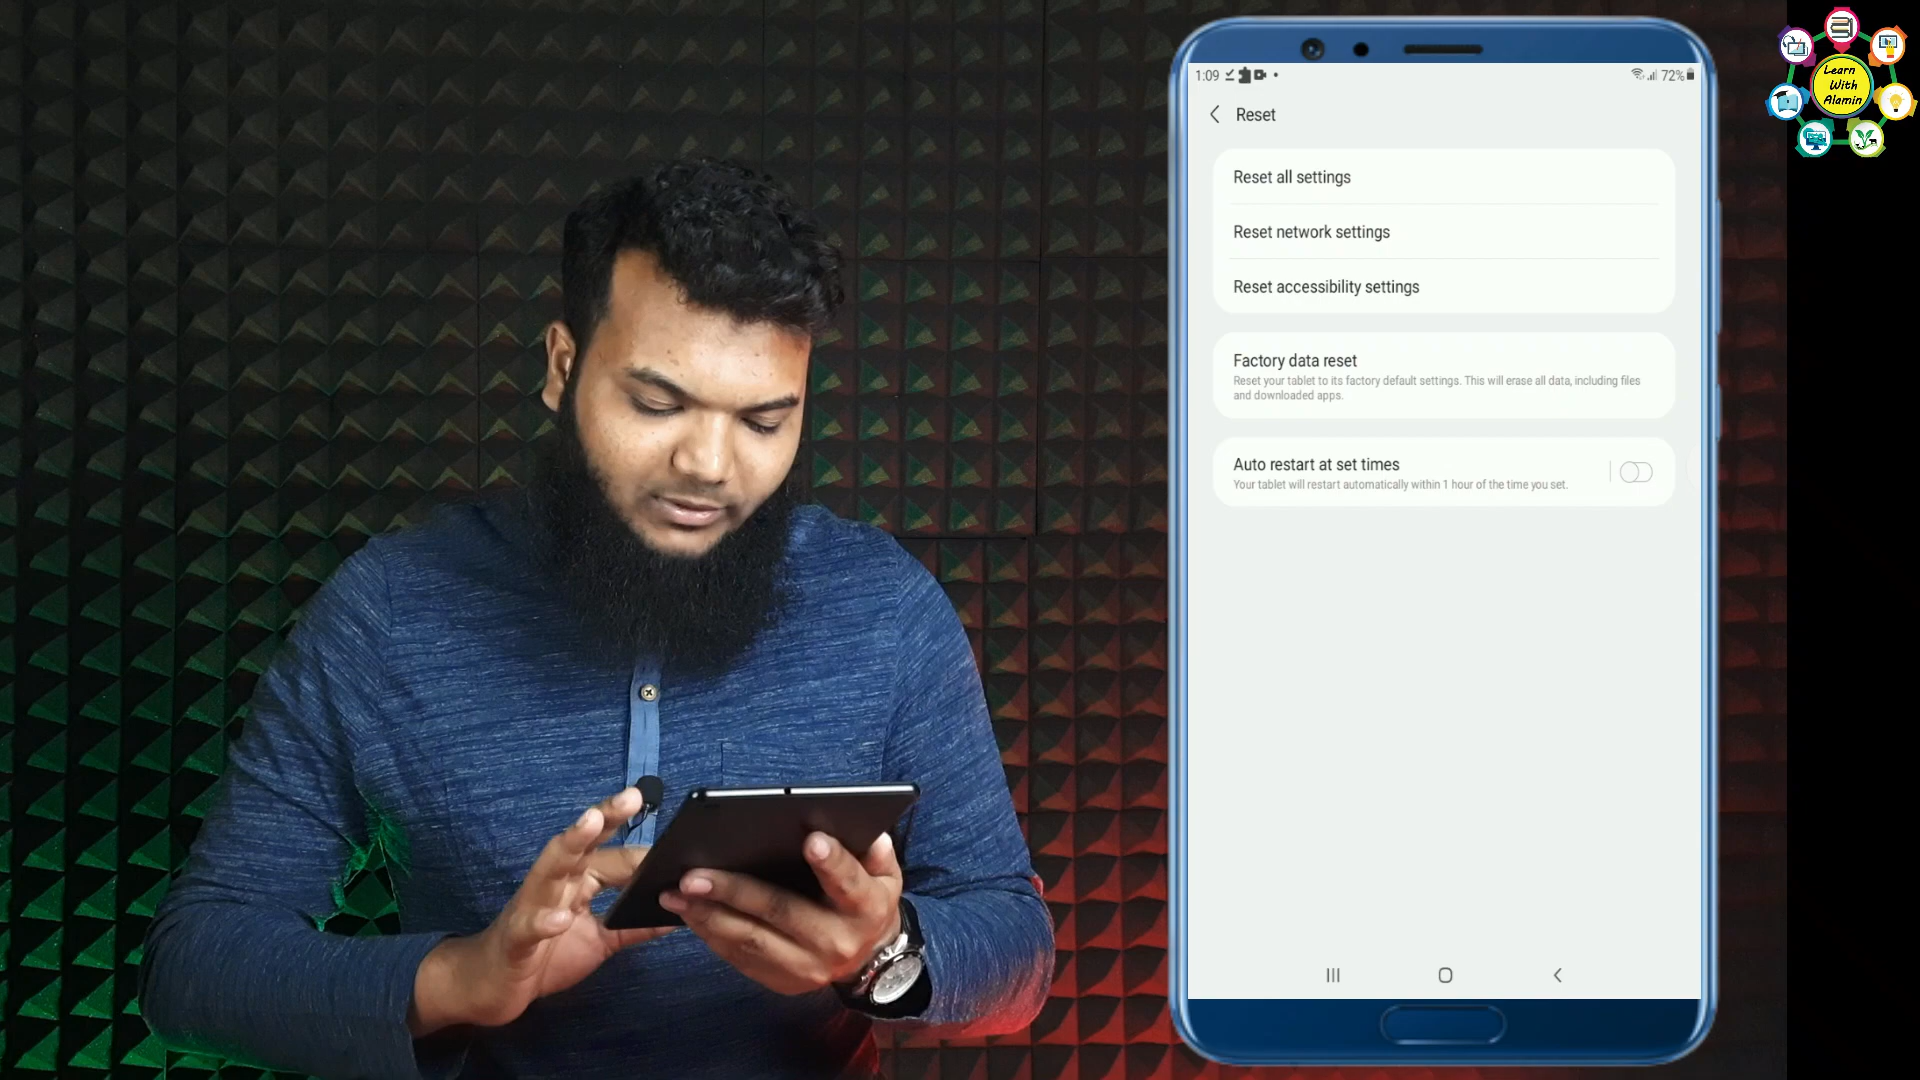 1:09
72%
Reset
Reset all settings
Reset network settings
Reset accessibility settings
Factory data reset
Reset your tablet to its factory default settings. This will erase all data, including files
and downloaded apps.
Auto restart at set times
Your tablet will restart automatically within 1 hour of the time you set.
Learn
With
Alamin